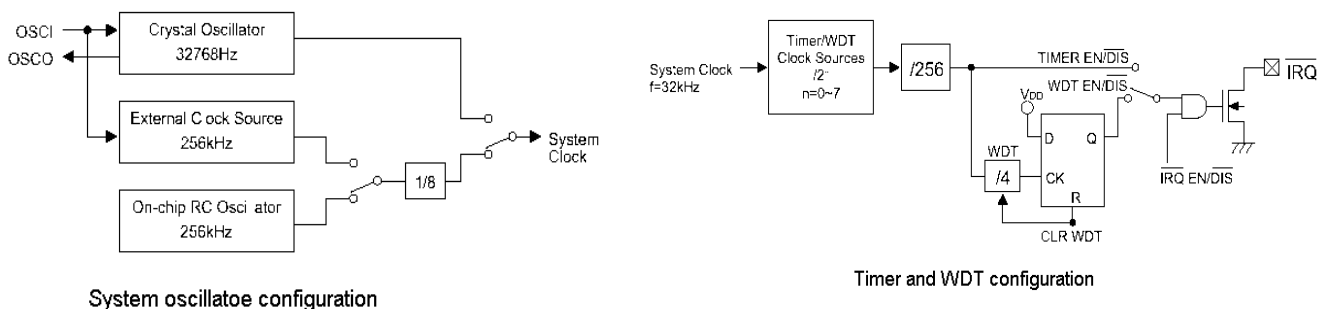 OSCI
OSCO
Crystal Oscillator
32768Hz
External Clock Source
256kHz
On-chip RC Osci ator
256kHz
1/8
System
Clock
System oscillatoe configuration
System Clock
f=32kHz
Timer/WDT
Clock Sources
/2ⁿ
n=0~7
/256
TIMER EN/DIS
WDT EN/DIS
VDD
D
Q
CK
R
WDT
/4
CLR WDT
IRQ EN/DIS
IRQ
Timer and WDT configuration